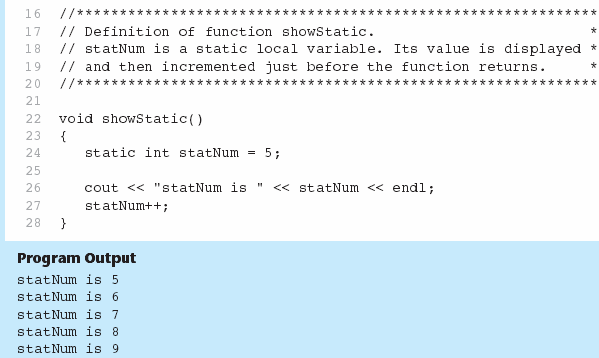 16 //*************************************************************
17 // Definition of function showStatic. *
18 // statNum is a static local variable. Its value is displayed *
19 // and then incremented just before the function returns. *
20 //*************************************************************
21
22 void showStatic()
23 {
24 static int statNum = 5;
25
26 cout << "statNum is " << statNum << endl;
27 statNum++;
28 }
Program Output
statNum is 5
statNum is 6
statNum is 7
statNum is 8
statNum is 9